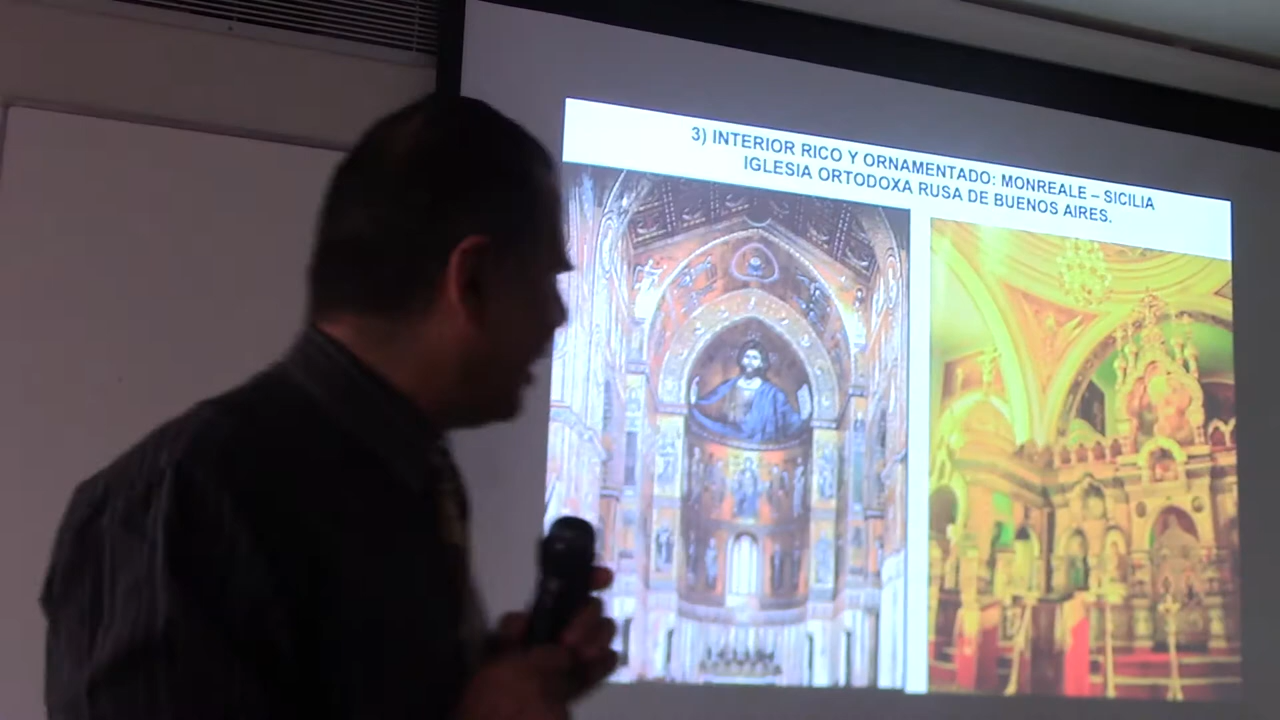 3) INTERIOR RICO Y ORNAMENTADO: MONREALE – SICILIA
IGLESIA ORTODOXA RUSA DE BUENOS AIRES.